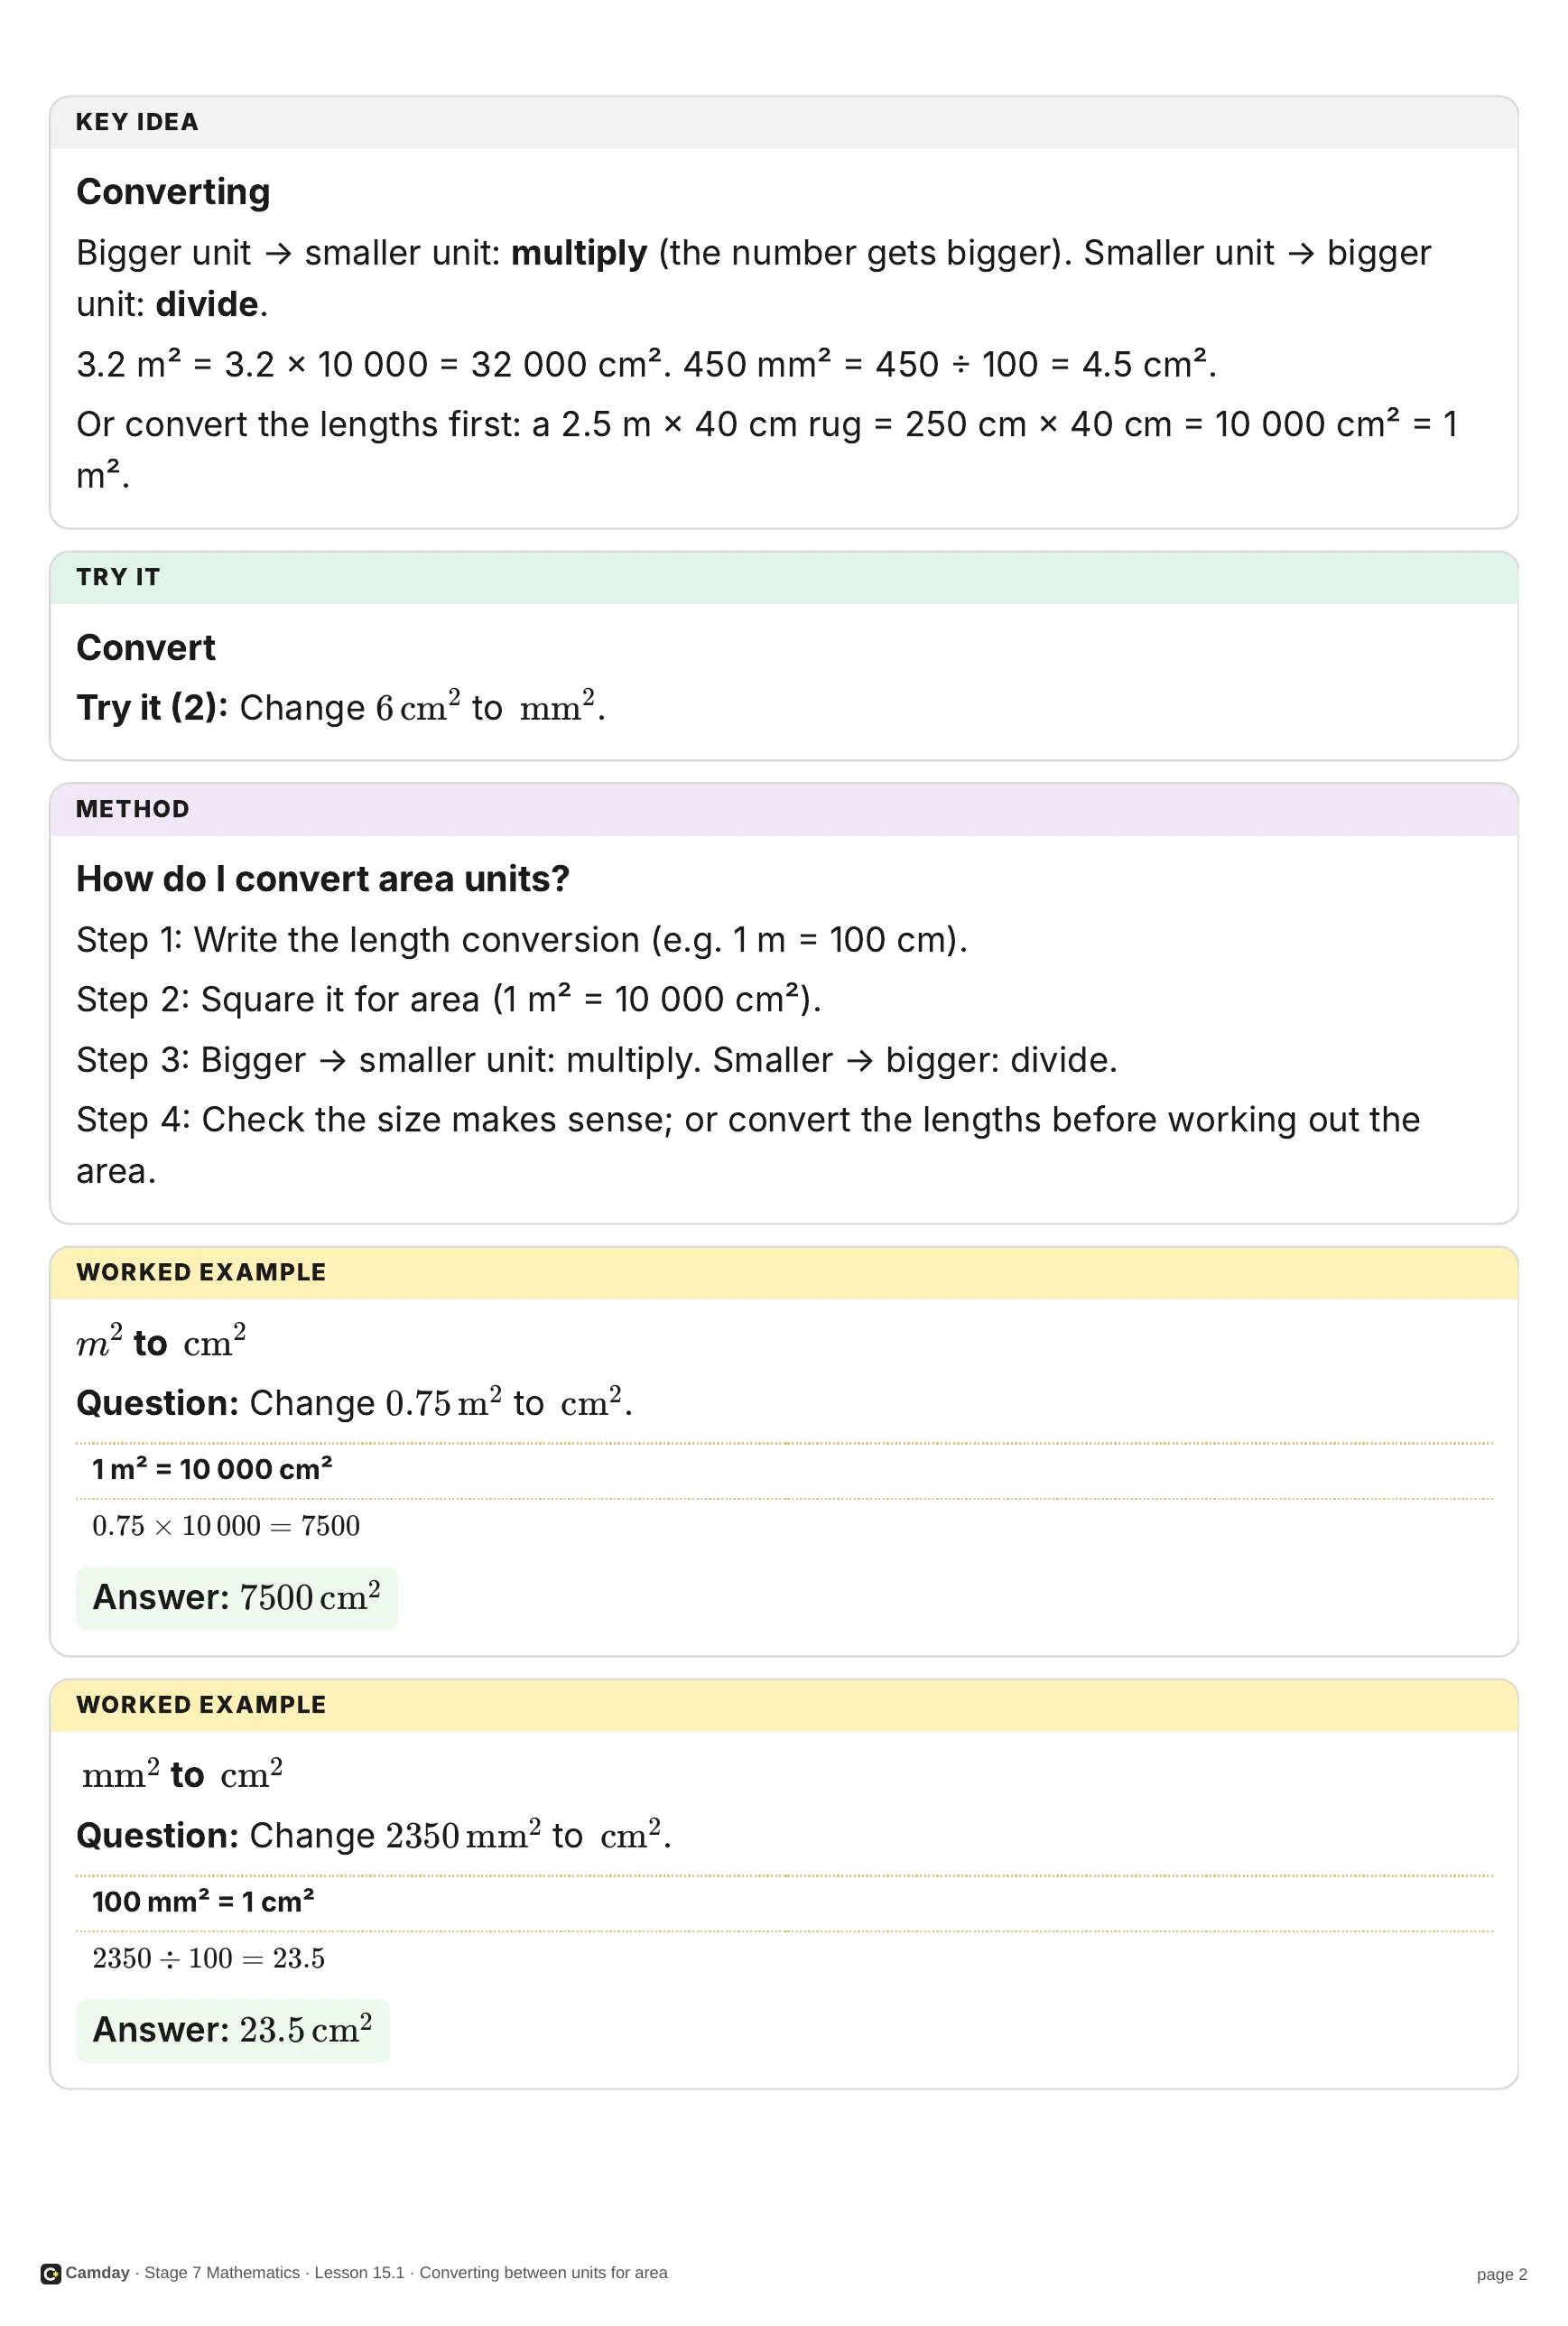 KEY IDEA
Converting
Bigger unit → smaller unit: multiply (the number gets bigger). Smaller unit → bigger
unit: divide.
3.2 m² = 3.2 × 10 000 = 32 000 cm². 450 mm² = 450 ÷ 100 = 4.5 cm².
Or convert the lengths first: a 2.5 m × 40 cm rug = 250 cm × 40 cm = 10 000 cm² = 1
m².
TRY IT
Convert
Try it (2): Change 6 cm² to mm².
METHOD
How do I convert area units?
Step 1: Write the length conversion (e.g. 1 m = 100 cm).
Step 2: Square it for area (1 m² = 10 000 cm²).
Step 3: Bigger → smaller unit: multiply. Smaller → bigger: divide.
Step 4: Check the size makes sense; or convert the lengths before working out the
area.
WORKED EXAMPLE
m² to cm²
Question: Change 0.75 m² to cm².
1 m² = 10 000 cm²
0.75 × 10 000 = 7500
Answer: 7500 cm²
WORKED EXAMPLE
mm² to cm²
Question: Change 2350 mm² to cm².
100 mm² = 1 cm²
2350 ÷ 100 = 23.5
Answer: 23.5 cm²
Camday · Stage 7 Mathematics · Lesson 15.1 · Converting between units for area page 2